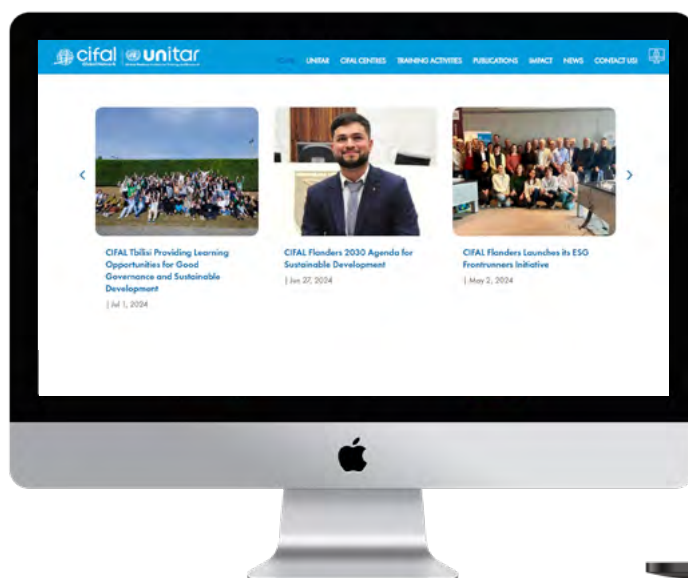 cifal unitar
HOME UNITAR CIFAL CENTRES TRAINING ACTIVITIES PUBLICATIONS IMPACT NEWS CONTACT US!
CIFAL Tbilisi Providing Learning
Opportunities for Good
Governance and Sustainable
Development
| Jul 1, 2024
CIFAL Flanders 2030 Agenda for
Sustainable Development
| Jun 27, 2024
CIFAL Flanders Launches its ESG
Frontrunners Initiative
| May 2, 2024